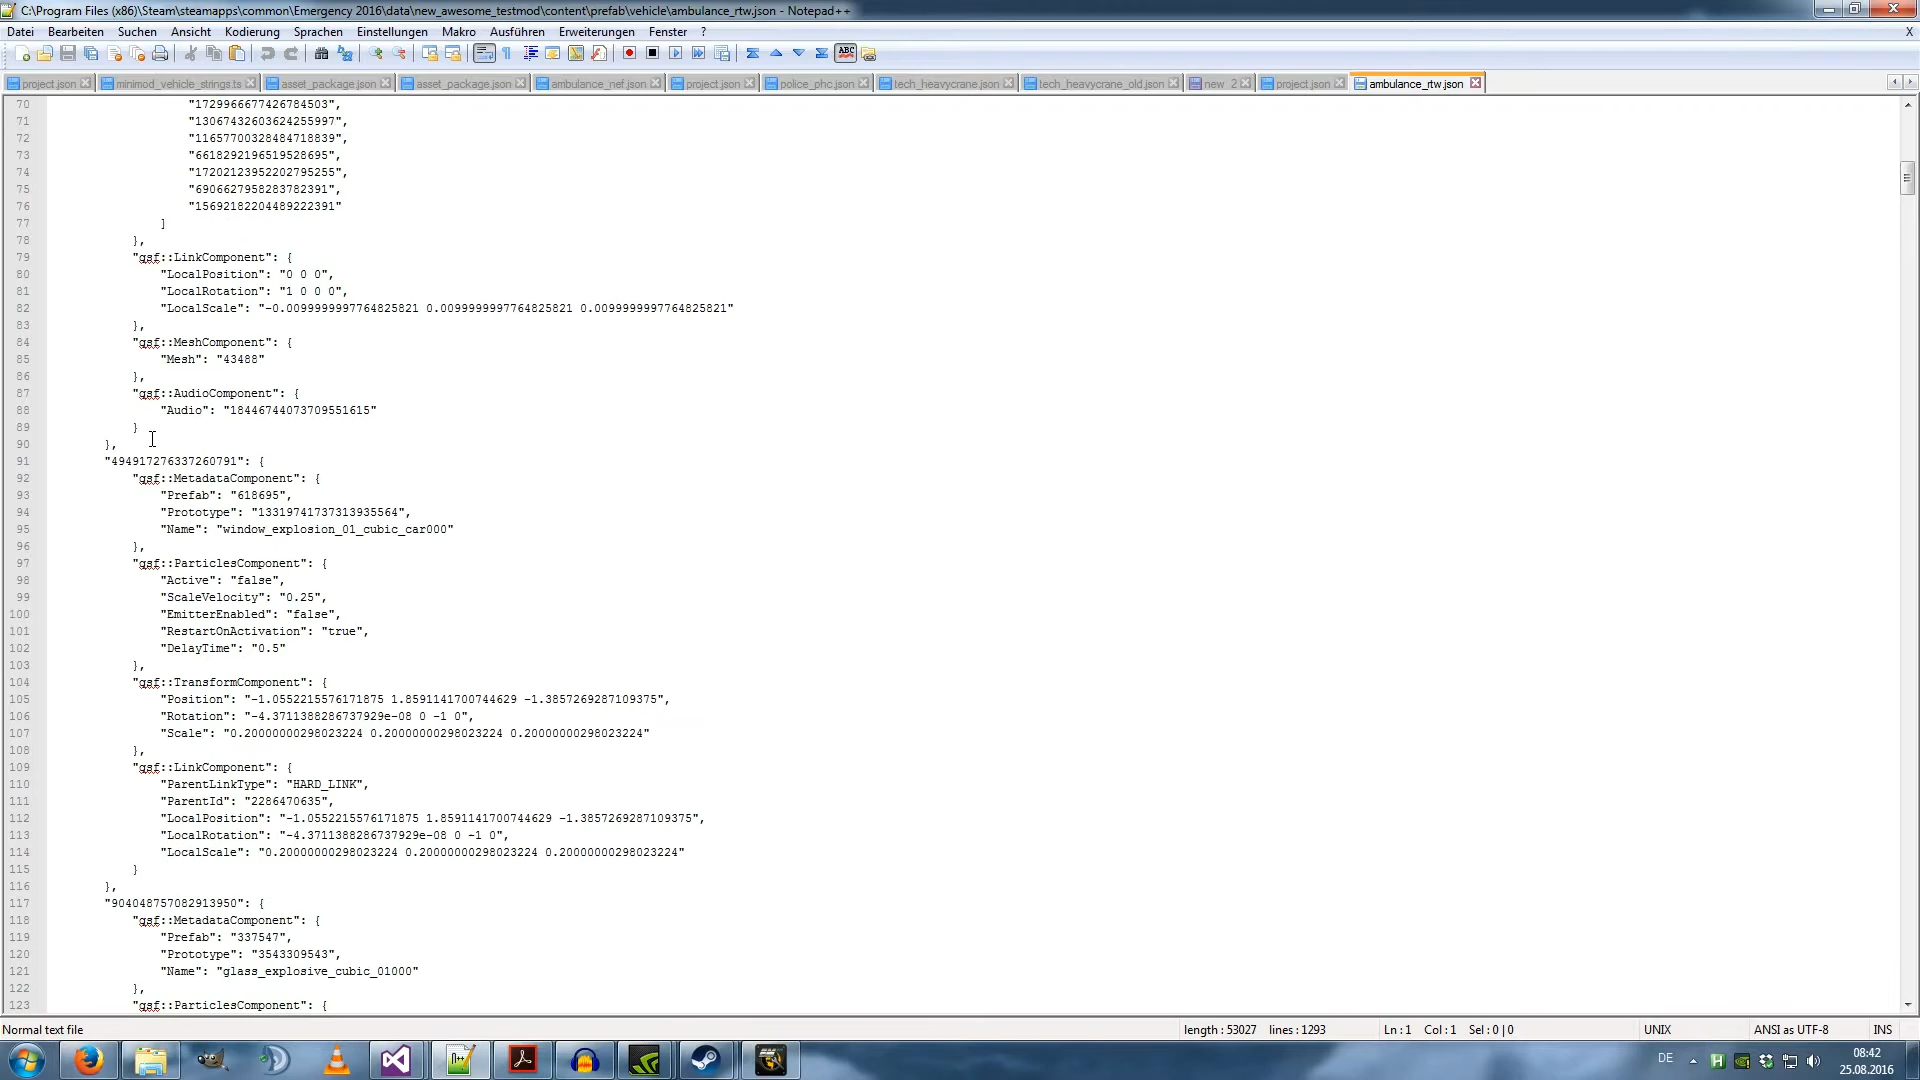 C:\Program Files (x86)\Steam\steamapps\common\Emergency 2016\data\new_awesome_testmod\content\prefab\vehicle\ambulance_rtw.json - Notepad++
Datei Bearbeiten Suchen Ansicht Kodierung Sprachen Einstellungen Makro Ausführen Erweiterungen Fenster ? X
project.json minimod_vehicle_strings.ts asset_package.json asset_package.json ambulance_nef.json project.json police_phc.json tech_heavycrane.json tech_heavycrane_old.json new 2 project.json ambulance_rtw.json
70 "1729966677426784503",
71 "13067432603624255997",
72 "11657700328484718839",
73 "6618292196519528695",
74 "17202123952202795255",
75 "6906627958283782391",
76 "15692182204489222391"
77 ]
78 },
79 "gsf::LinkComponent": {
80 "LocalPosition": "0 0 0",
81 "LocalRotation": "1 0 0 0",
82 "LocalScale": "-0.0099999997764825821 0.0099999997764825821 0.0099999997764825821"
83 },
84 "gsf::MeshComponent": {
85 "Mesh": "43488"
86 },
87 "gsf::AudioComponent": {
88 "Audio": "18446744073709551615"
89 }
90 },
91 "494917276337260791": {
92 "gsf::MetadataComponent": {
93 "Prefab": "618695",
94 "Prototype": "13319741737313935564",
95 "Name": "window_explosion_01_cubic_car000"
96 },
97 "gsf::ParticlesComponent": {
98 "Active": "false",
99 "ScaleVelocity": "0.25",
100 "EmitterEnabled": "false",
101 "RestartOnActivation": "true",
102 "DelayTime": "0.5"
103 },
104 "gsf::TransformComponent": {
105 "Position": "-1.0552215576171875 1.8591141700744629 -1.3857269287109375",
106 "Rotation": "-4.3711388286737929e-08 0 -1 0",
107 "Scale": "0.20000000298023224 0.20000000298023224 0.20000000298023224"
108 },
109 "gsf::LinkComponent": {
110 "ParentLinkType": "HARD_LINK",
111 "ParentId": "2286470635",
112 "LocalPosition": "-1.0552215576171875 1.8591141700744629 -1.3857269287109375",
113 "LocalRotation": "-4.3711388286737929e-08 0 -1 0",
114 "LocalScale": "0.20000000298023224 0.20000000298023224 0.20000000298023224"
115 }
116 },
117 "904048757082913950": {
118 "gsf::MetadataComponent": {
119 "Prefab": "337547",
120 "Prototype": "3543309543",
121 "Name": "glass_explosive_cubic_01000"
122 },
123 "gsf::ParticlesComponent": {
Normal text file length : 53027 lines : 1293 Ln : 1 Col : 1 Sel : 0 | 0 UNIX ANSI as UTF-8 INS
DE 08:42
25.08.2016